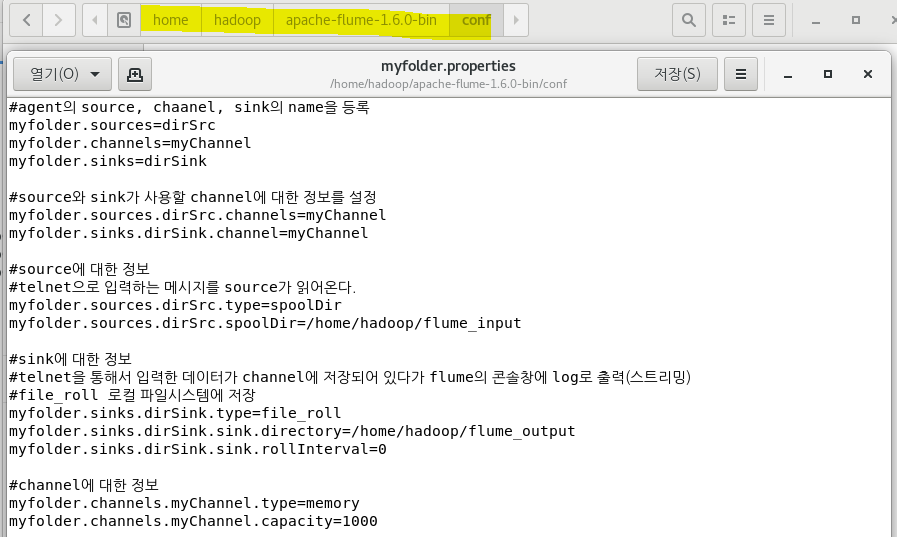 home hadoop apache-flume-1.6.0-bin conf
열기(O) myfolder.properties 저장(S)
/home/hadoop/apache-flume-1.6.0-bin/conf
#agent의 source, chaanel, sink의 name을 등록
myfolder.sources=dirSrc
myfolder.channels=myChannel
myfolder.sinks=dirSink
#source와 sink가 사용할 channel에 대한 정보를 설정
myfolder.sources.dirSrc.channels=myChannel
myfolder.sinks.dirSink.channel=myChannel
#source에 대한 정보
#telnet으로 입력하는 메시지를 source가 읽어온다.
myfolder.sources.dirSrc.type=spoolDir
myfolder.sources.dirSrc.spoolDir=/home/hadoop/flume_input
#sink에 대한 정보
#telnet을 통해서 입력한 데이터가 channel에 저장되어 있다가 flume의 콘솔창에 log로 출력(스트리밍)
#file_roll 로컬 파일시스템에 저장
myfolder.sinks.dirSink.type=file_roll
myfolder.sinks.dirSink.sink.directory=/home/hadoop/flume_output
myfolder.sinks.dirSink.sink.rollInterval=0
#channel에 대한 정보
myfolder.channels.myChannel.type=memory
myfolder.channels.myChannel.capacity=1000